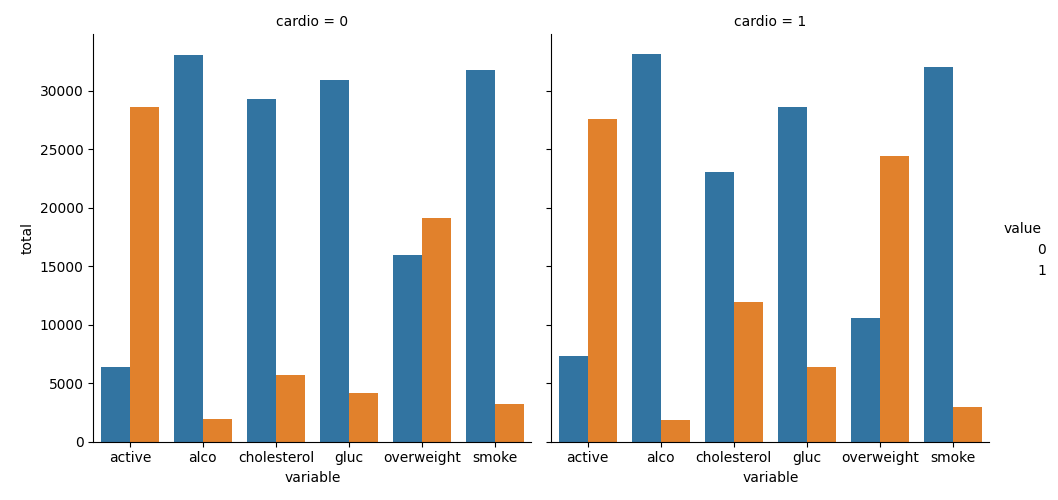 cardio = 0
cardio = 1
total
30000
25000
20000
15000
10000
5000
0
active alco cholesterol gluc overweight smoke
variable
active alco cholesterol gluc overweight smoke
variable
value
0
1